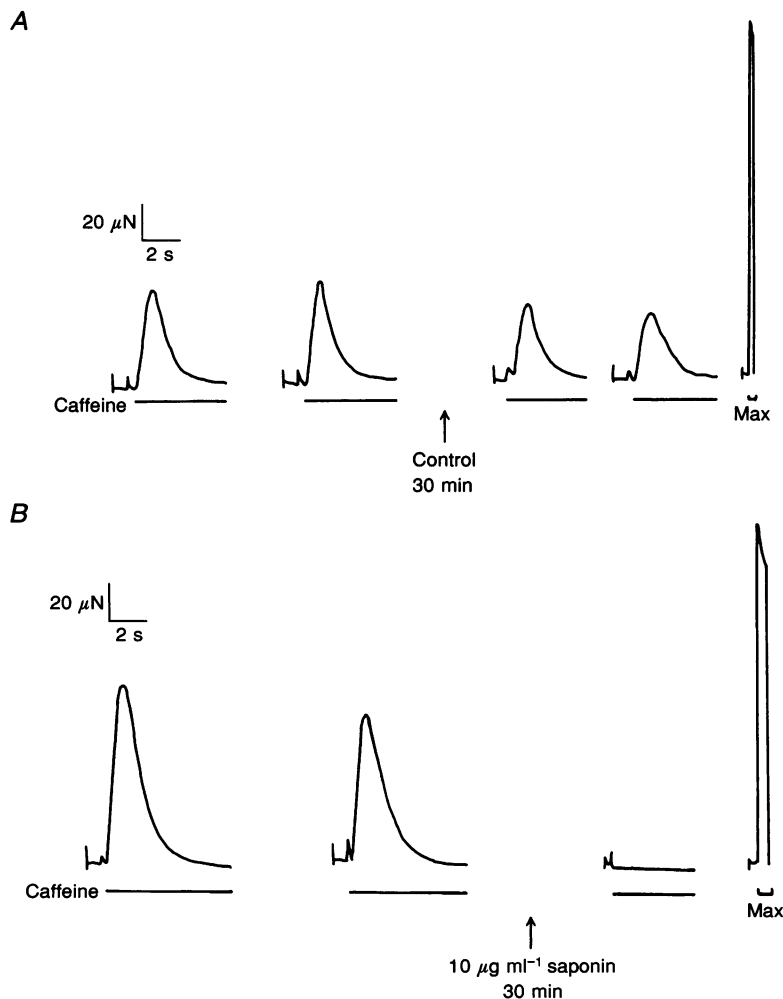 A
20 μN
2 s
Caffeine
Control
30 min
Max
B
20 μN
2 s
Caffeine
10 μg ml⁻¹ saponin
30 min
Max